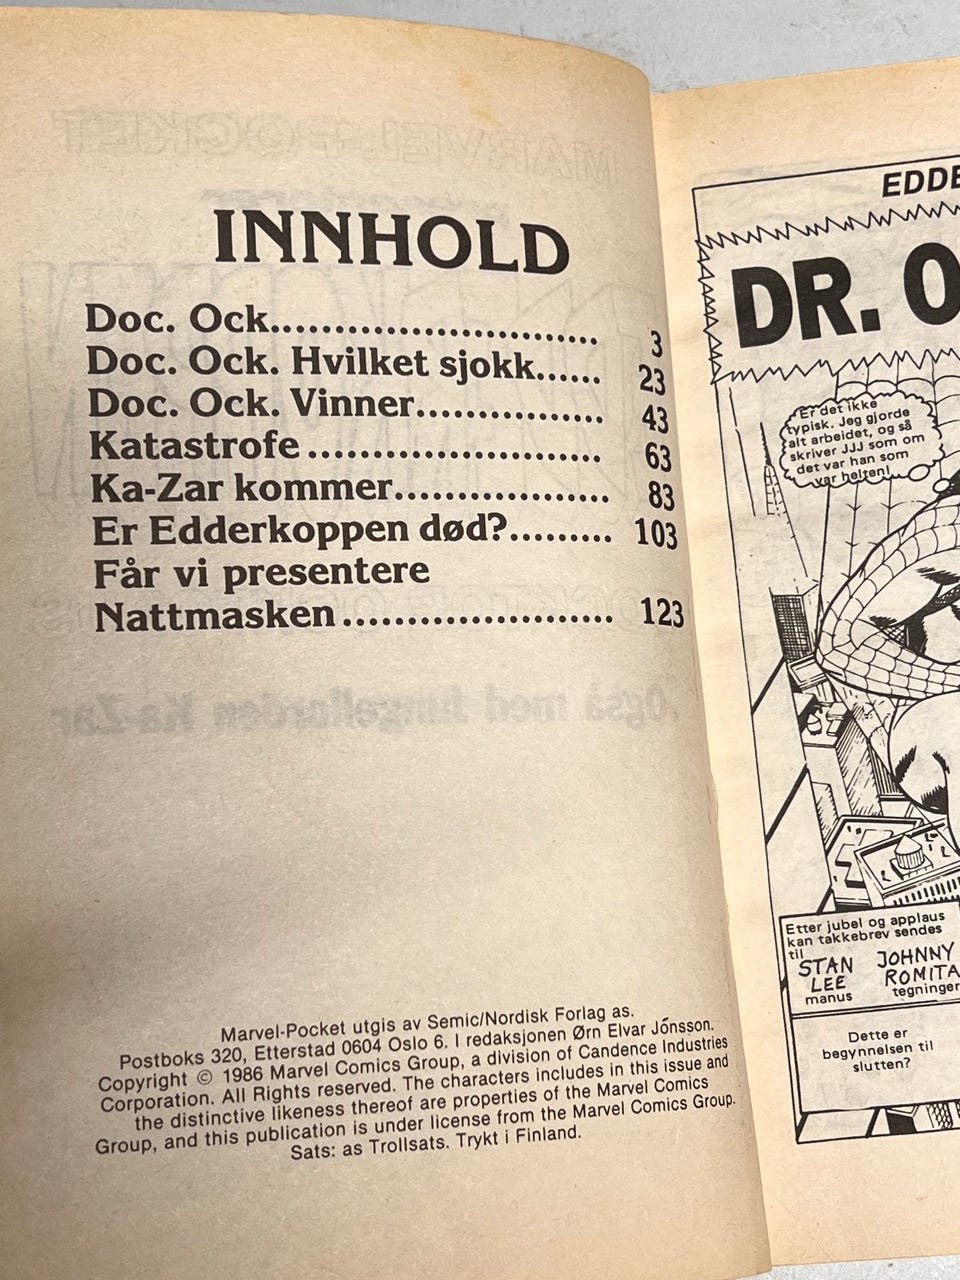 INNHOLD
Doc. Ock.......................... 3
Doc. Ock. Hvilket sjokk...... 23
Doc. Ock. Vinner............... 43
Katastrofe ....................... 63
Ka-Zar kommer................. 83
Er Edderkoppen død?......... 103
Får vi presentere
Nattmasken ..................... 123
Også med Jungellorden Ka-Zar
Marvel-Pocket utgis av Semic/Nordisk Forlag as.
Postboks 320, Etterstad 0604 Oslo 6. I redaksjonen Ørn Elvar Jónsson.
Copyright © 1986 Marvel Comics Group, a division of Candence Industries
Corporation. All Rights reserved. The characters includes in this issue and
the distinctive likeness thereof are properties of the Marvel Comics
Group, and this publication is under license from the Marvel Comics Group.
Sats: as Trollsats. Trykt i Finland.
EDDE
DR. O
Er det ikke
typisk. Jeg gjorde
alt arbeidet, og så
skriver JJJ som om
det var han som
var helten!
Etter jubel og applaus
kan takkebrev sendes
til
STAN
LEE
manus
JOHNNY
ROMITA
tegninger
Dette er
begynnelsen til
slutten?